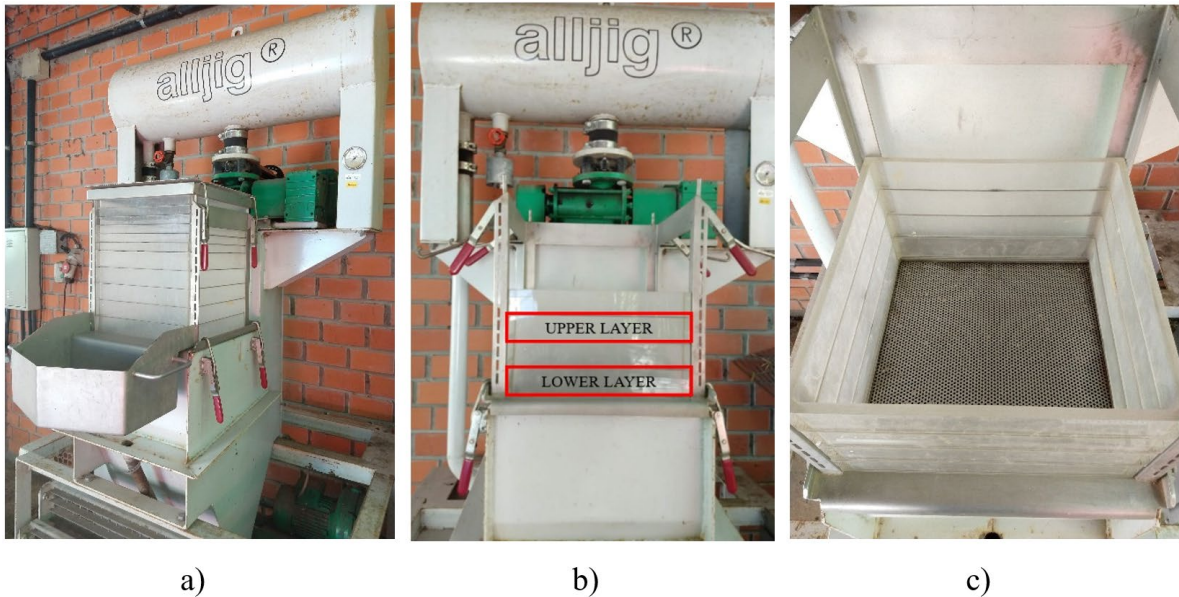 alljig®
alljig®
UPPER LAYER
LOWER LAYER
a)
b)
c)